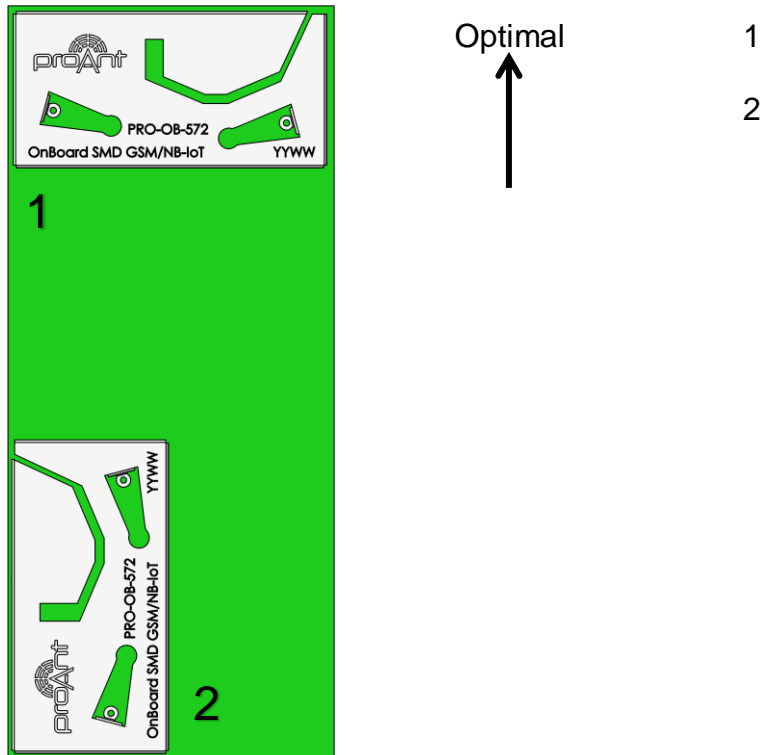 proAnt
PRO-OB-572
OnBoard SMD GSM/NB-IoT YYWW
1
Optimal 1
2
YYWW
PRO-OB-572
OnBoard SMD GSM/NB-IoT
proAnt
2